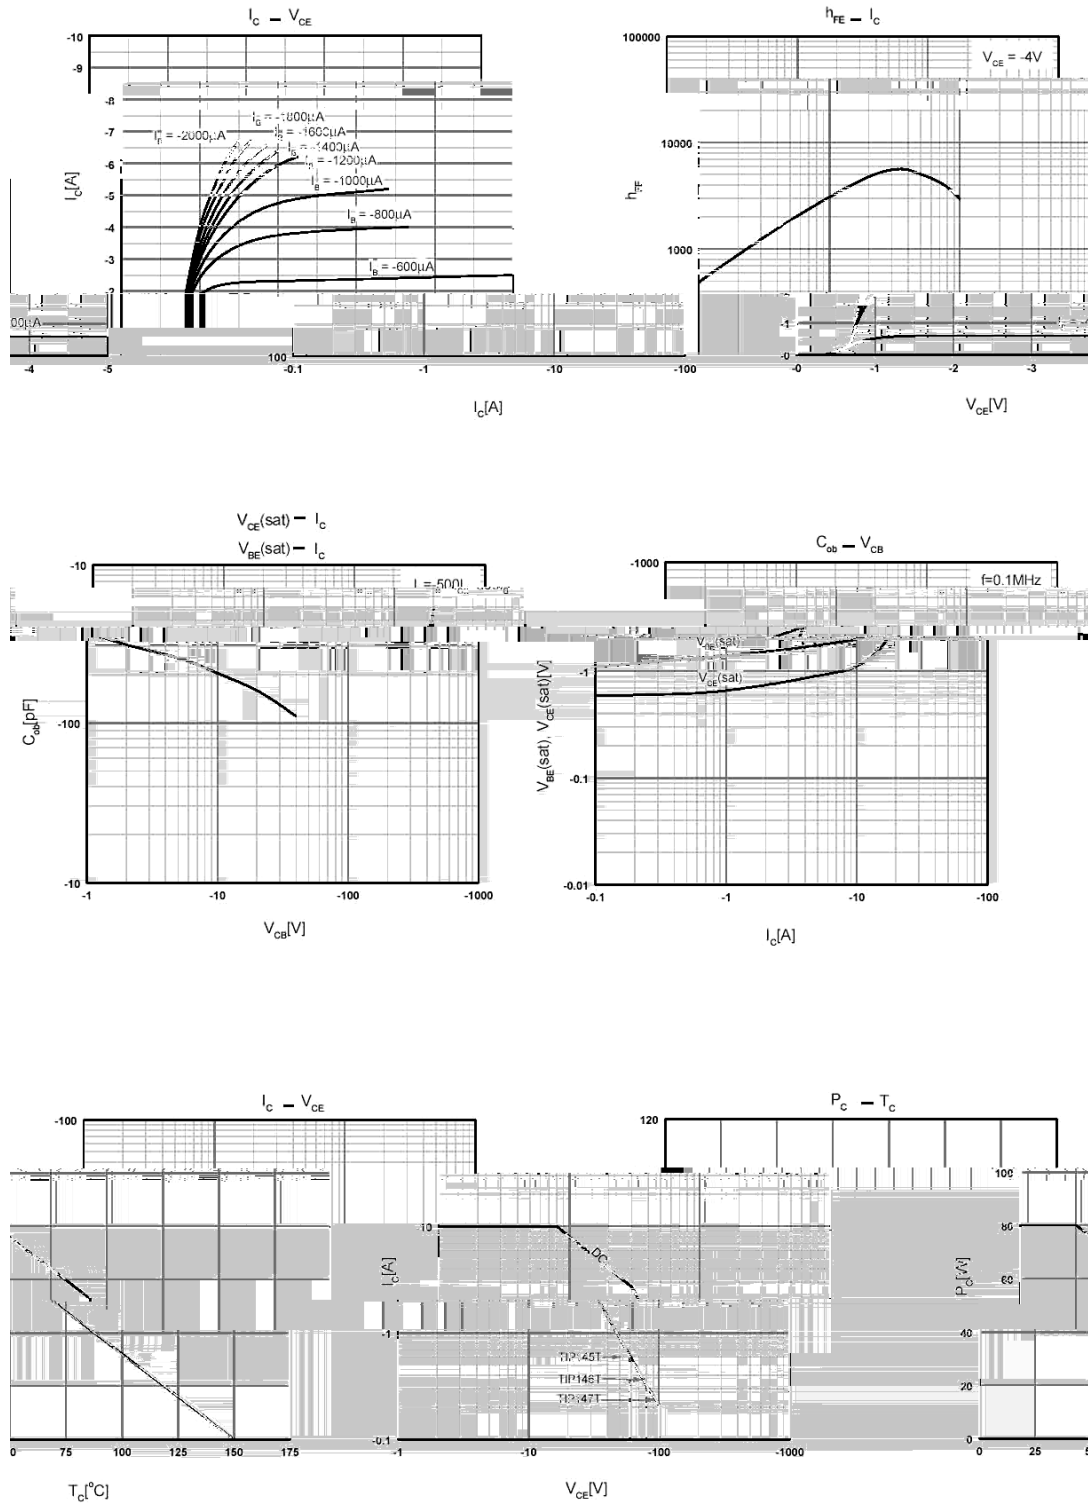 I_C – V_CE
h_FE – I_C
-10
-9
-8
-7
-6
-5
-4
-3
I_C[A]
I_B = -1800µA
I_B = -2000µA
I_B = -1600µA
-1400µA
-1200µA
I_B = -1000µA
I_B = -800µA
I_B = -600µA
-4
-5
100
-0.1
-1
-10
-100
I_C[A]
100000
V_CE = -4V
10000
h_FE
1000
-1
-0
-0
-1
-2
-3
V_CE[V]
V_CE(sat) – I_C
V_BE(sat) – I_C
C_ob – V_CB
-10
-1000
f=0.1MHz
C_ob[pF]
-100
-10
-1
-10
-100
-1000
V_CB[V]
V_BE(sat), V_CE(sat)[V]
V_BE(sat)
V_CE(sat)
-1
-0.1
-0.01
-0.1
-1
-10
-100
I_C[A]
I_C – V_CE
P_C – T_C
-100
120
100
80
60
40
20
0
P_C[W]
0
25
-10
I_C[A]
DC
-1
TIP145T
TIP146T
TIP147T
-0.1
-1
-10
-100
-1000
V_CE[V]
75
100
125
150
175
T_C[°C]